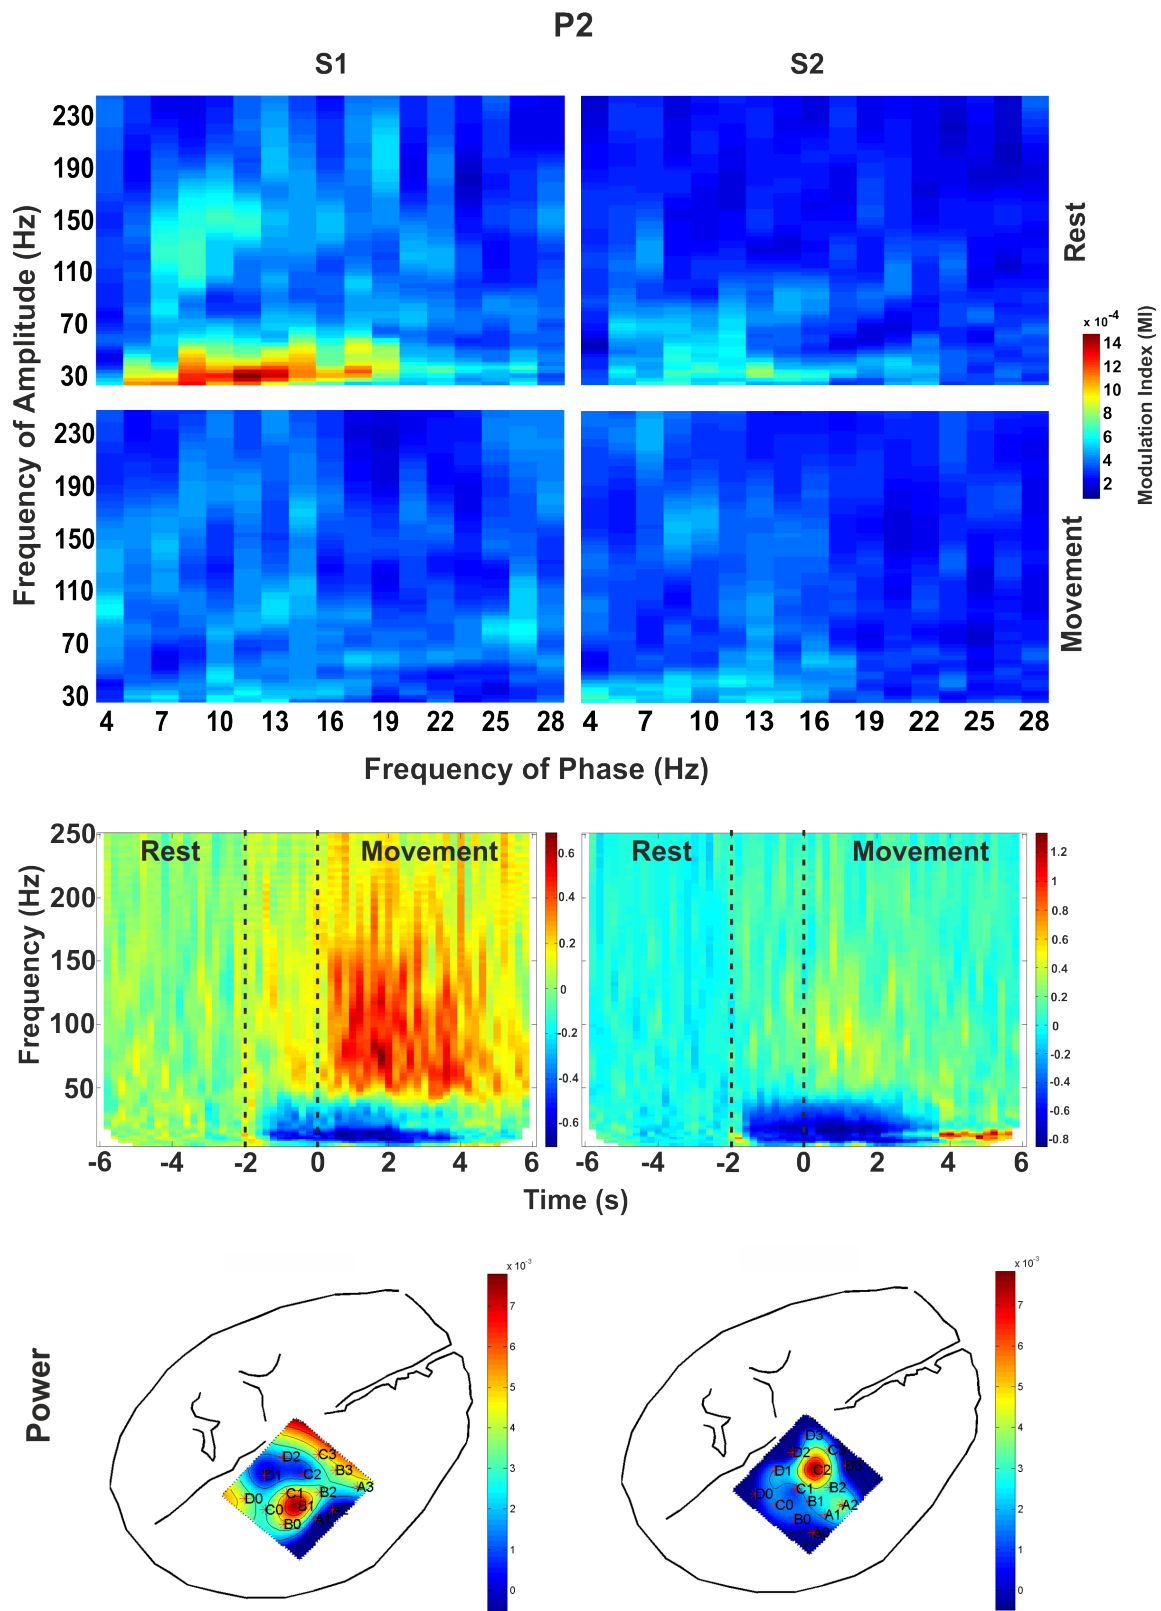 P2
S1 S2
230
190
150
110
70
30
Rest
x 10-4
14
12
10
8
6
4
2
Modulation Index (MI)
Frequency of Amplitude (Hz)
230
190
150
110
70
30
Movement
4 7 10 13 16 19 22 25 28 4 7 10 13 16 19 22 25 28
Frequency of Phase (Hz)
250
200
150
100
50
Frequency (Hz)
Rest Movement
0.6
0.4
0.2
0
-0.2
-0.4
-0.6
Rest Movement
1.2
1
0.8
0.6
0.4
0.2
0
-0.2
-0.4
-0.6
-0.8
-6 -4 -2 0 2 4 6 -6 -4 -2 0 2 4 6
Time (s)
Power
D2 C3
D1 C2 B3
D0 C1 B2 A3
C0 B1 A2
B0 A1
x 10-3
7
6
5
4
3
2
1
0
D3
D2 C3
D1 C2 B3
D0 C1 B2
C0 B1 A2
B0 A1
A0
x 10-3
7
6
5
4
3
2
1
0